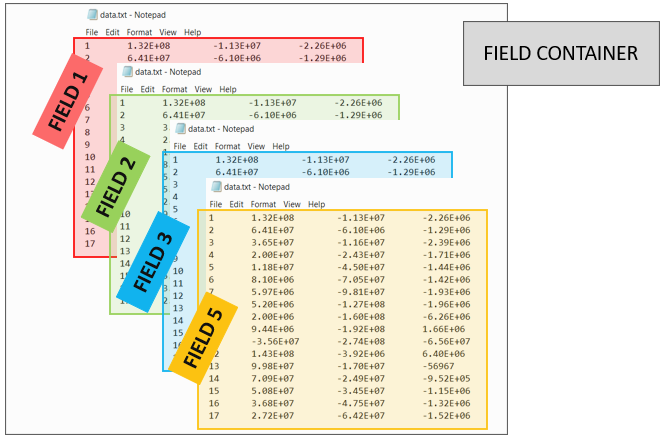 data.txt - Notepad
File Edit Format View Help
1 1.32E+08 -1.13E+07 -2.26E+06
2 6.41E+07 -6.10E+06 -1.29E+06
6
7
8
9
10
11
12
13
16
17
FIELD 1
data.txt - Notepad
File Edit Format View Help
1 1.32E+08 -1.13E+07 -2.26E+06
2 6.41E+07 -6.10E+06 -1.29E+06
3 3
4
10
11
12
13
14
15
FIELD 2
data.txt - Notepad
File Edit Format View Help
1 1.32E+08 -1.13E+07 -2.26E+06
2 6.41E+07 -6.10E+06 -1.29E+06
3
4
5
9
10
11
12
13
14
15
FIELD 3
data.txt - Notepad
File Edit Format View Help
1 1.32E+08 -1.13E+07 -2.26E+06
2 6.41E+07 -6.10E+06 -1.29E+06
3 3.65E+07 -1.16E+07 -2.39E+06
4 2.00E+07 -2.43E+07 -1.71E+06
5 1.18E+07 -4.50E+07 -1.44E+06
6 8.10E+06 -7.05E+07 -1.42E+06
7 5.97E+06 -9.81E+07 -1.93E+06
5.20E+06 -1.27E+08 -1.96E+06
2.00E+06 -1.60E+08 -6.26E+06
9.44E+06 -1.92E+08 1.66E+06
-3.56E+07 -2.74E+08 -6.56E+07
2 1.43E+08 -3.92E+06 6.40E+06
13 9.98E+07 -1.70E+07 -56967
14 7.09E+07 -2.49E+07 -9.52E+05
15 5.08E+07 -3.45E+07 -1.15E+06
16 3.68E+07 -4.75E+07 -1.32E+06
17 2.72E+07 -6.42E+07 -1.52E+06
FIELD 5
FIELD CONTAINER